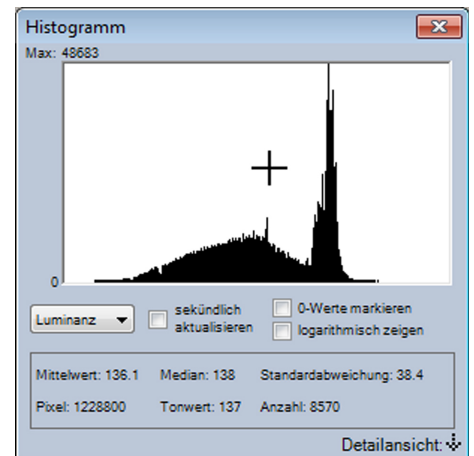 Histogramm
Max: 48683
0
Luminanz
sekündlich
aktualisieren
0-Werte markieren
logarithmisch zeigen
Mittelwert: 136.1 Median: 138 Standardabweichung: 38.4
Pixel: 1228800 Tonwert: 137 Anzahl: 8570
Detailansicht: